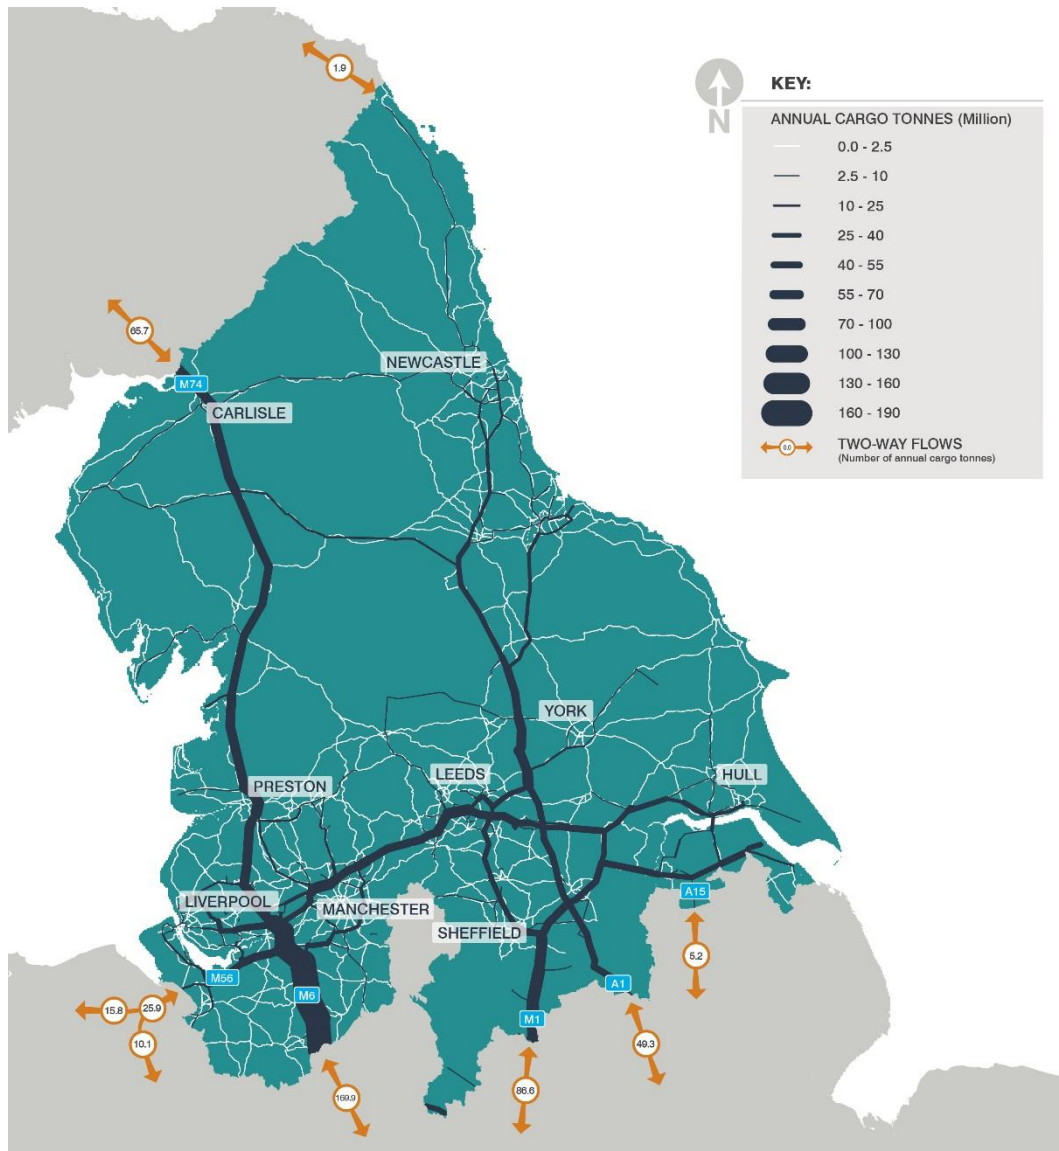 1.9
KEY:
N
ANNUAL CARGO TONNES (Million)
0.0 - 2.5
2.5 - 10
10 - 25
25 - 40
40 - 55
55 - 70
70 - 100
100 - 130
130 - 160
160 - 190
0.0
TWO-WAY FLOWS
(Number of annual cargo tonnes)
65.7
NEWCASTLE
M74
CARLISLE
YORK
LEEDS
HULL
PRESTON
A15
LIVERPOOL
MANCHESTER
SHEFFIELD
5.2
M56
A1
M6
M1
15.8
25.9
10.1
49.3
86.6
169.9